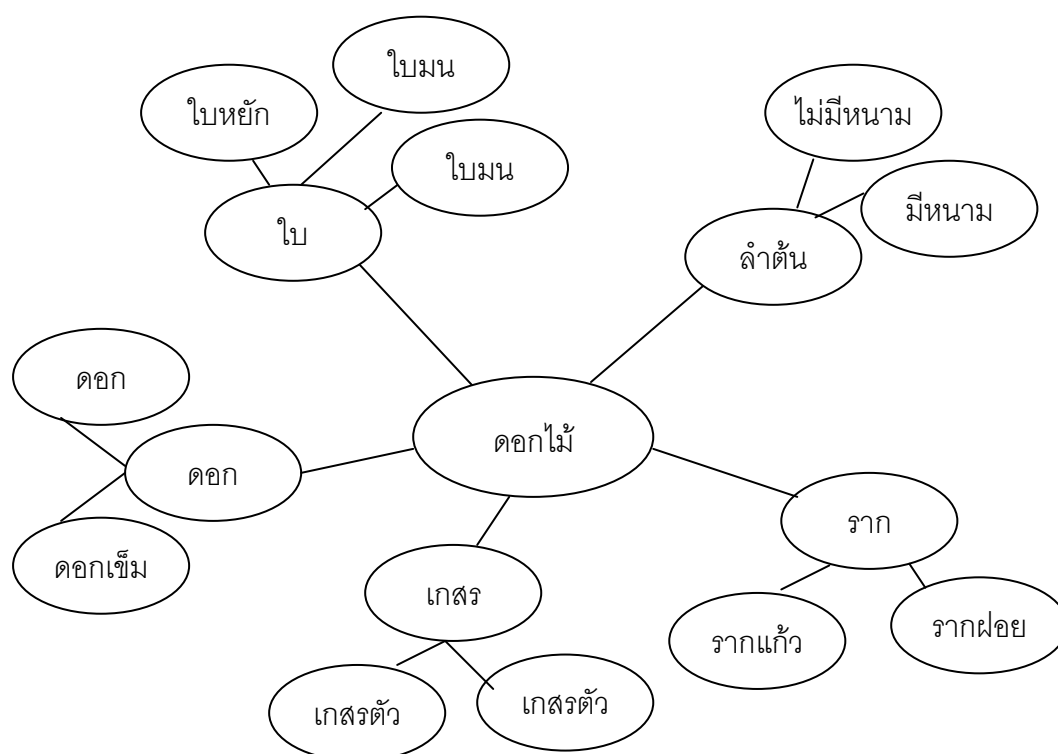 ใบมน
ใบหยัก
ไม่มีหนาม
ใบมน
มีหนาม
ใบ
ลำต้น
ดอก
ดอกไม้
ดอก
ราก
ดอกเข็ม
เกสร
รากแก้ว
รากฝอย
เกสรตัว
เกสรตัว